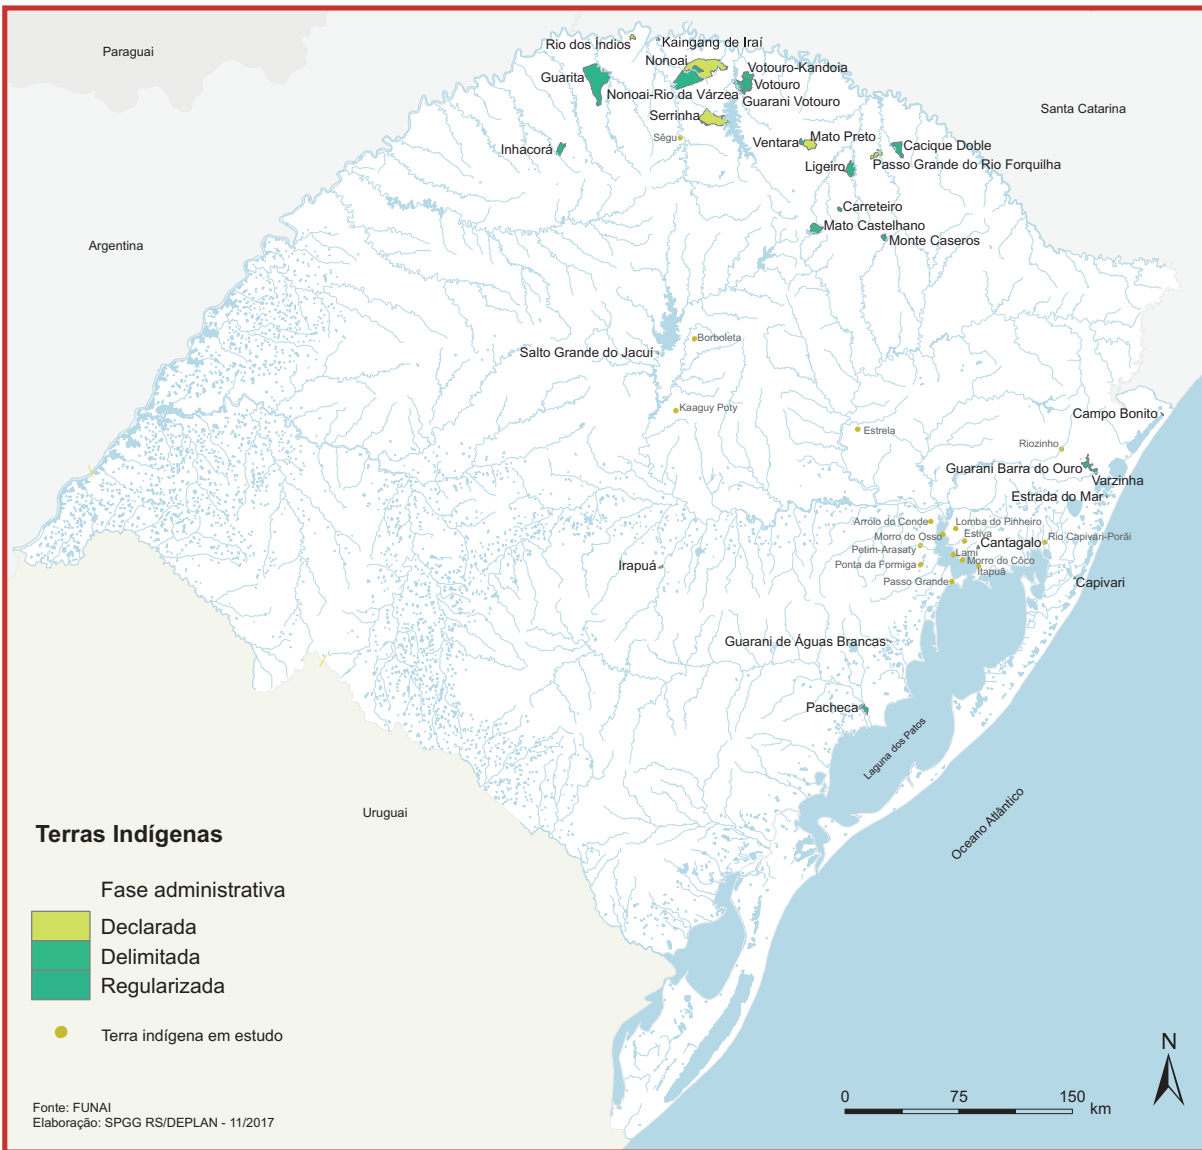 Paraguai
Rio dos Índios
Kaingang de Iraí
Nonoai
Guarita
Votouro-Kandoia
Votouro
Nonoai-Rio da Várzea
Guarani Votouro
Santa Catarina
Serrinha
Sêgu
Inhacorá
Ventara
Mato Preto
Cacique Doble
Ligeiro
Passo Grande do Rio Forquilha
Carreteiro
Mato Castelhano
Monte Caseros
Argentina
Borboleta
Salto Grande do Jacuí
Kaaguy Poty
Campo Bonito
Estrela
Riozinho
Guarani Barra do Ouro
Varzinha
Estrada do Mar
Arroio do Conde
Lomba do Pinheiro
Morro do Osso
Estiva
Cantagalo
Rio Capivari-Porãi
Petim-Arasaty
Lami
Ponta da Formiga
Morro do Côco
Irapuá
Itapuã
Passo Grande
Capivari
Guarani de Águas Brancas
Pacheca
Laguna dos Patos
Oceano Atlântico
Uruguai
Terras Indígenas
Fase administrativa
Declarada
Delimitada
Regularizada
Terra indígena em estudo
Fonte: FUNAI
Elaboração: SPGG RS/DEPLAN - 11/2017
N
0 75 150
km